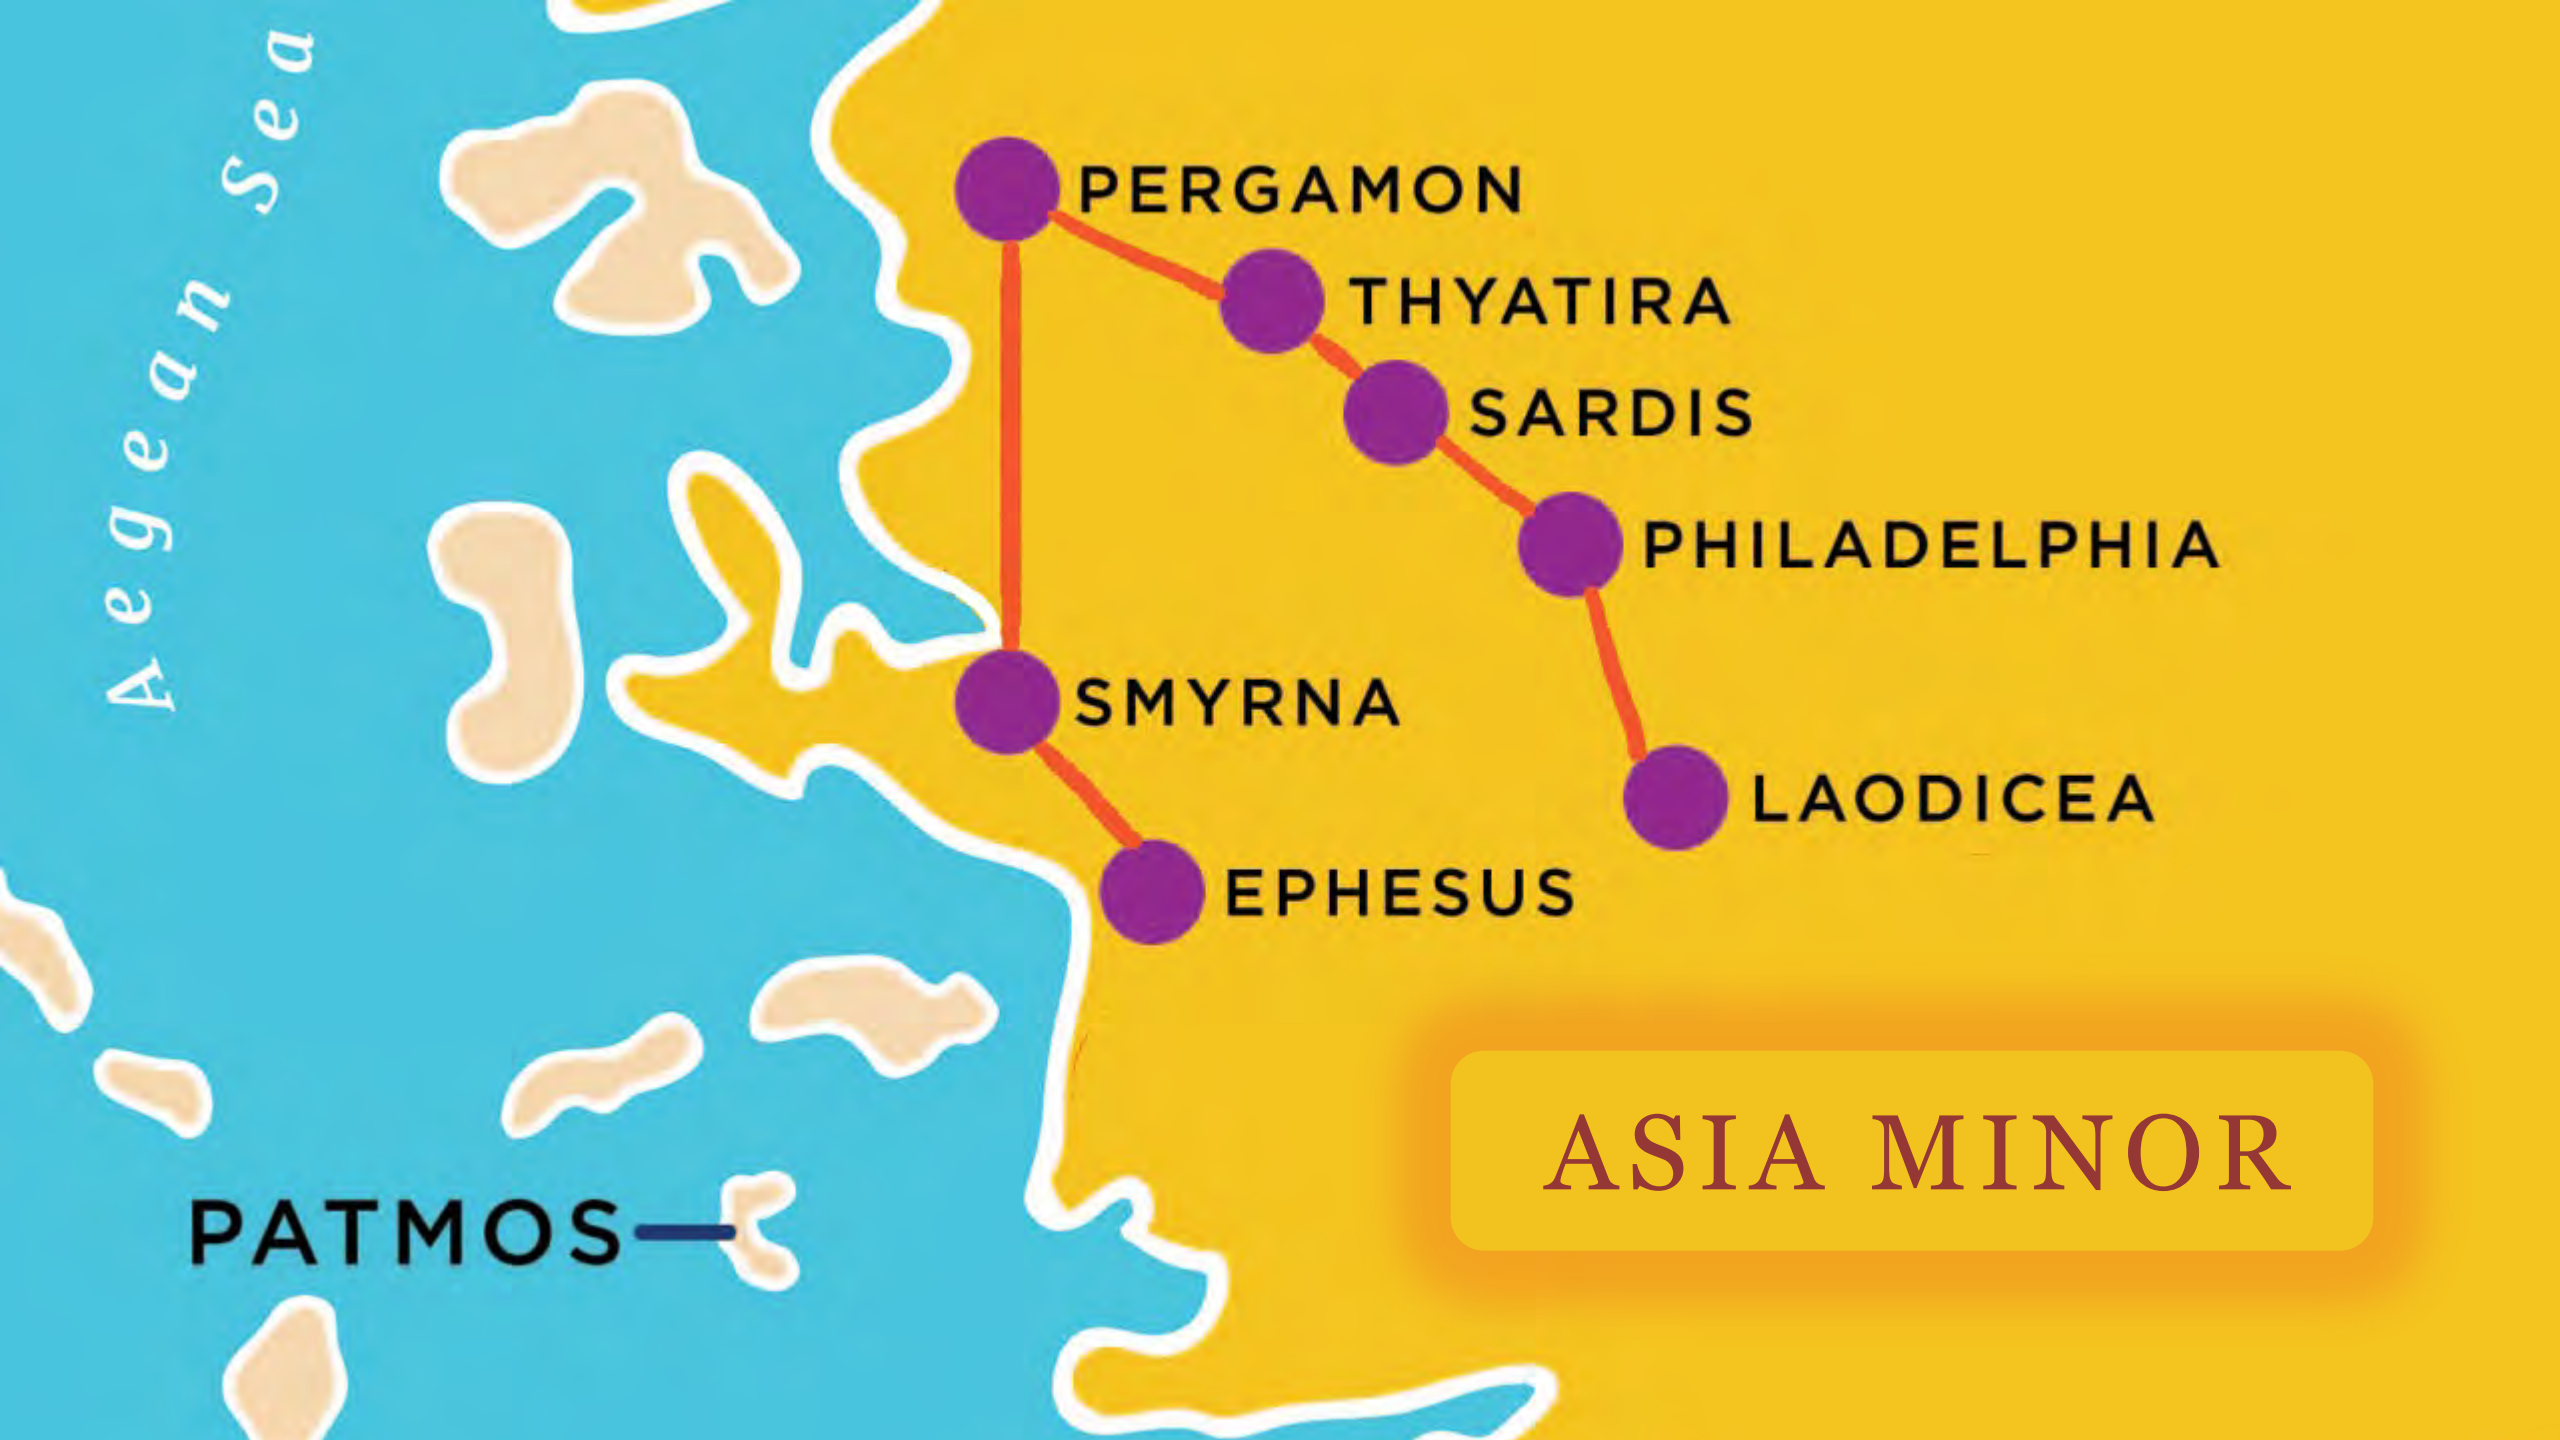 Aegean Sea
PERGAMON
THYATIRA
SARDIS
PHILADELPHIA
SMYRNA
LAODICEA
EPHESUS
ASIA MINOR
PATMOS